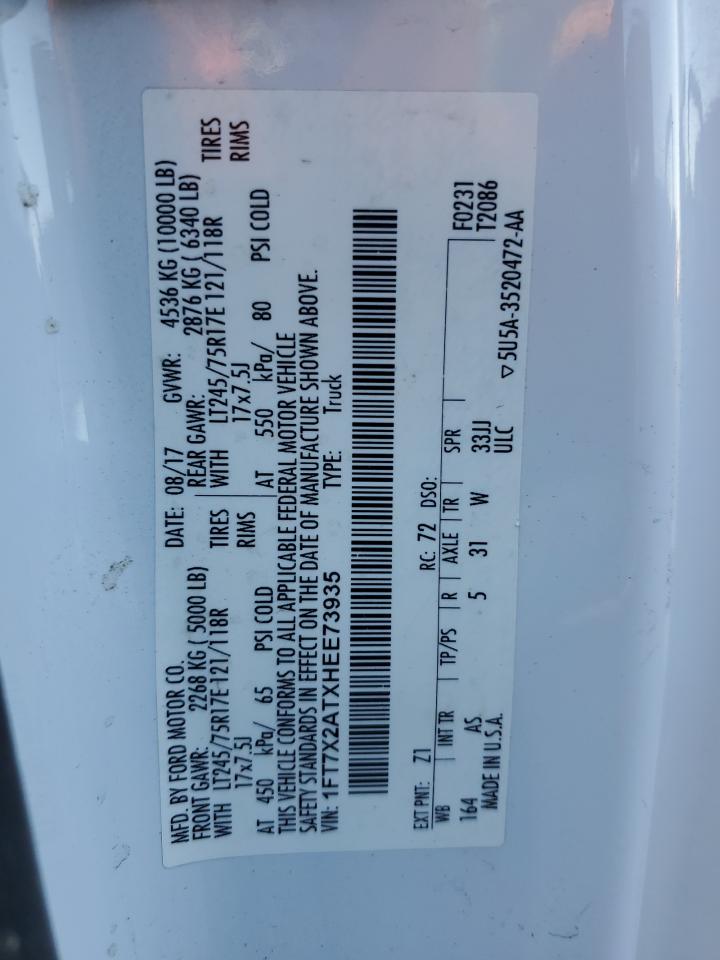 MFD. BY FORD MOTOR CO. DATE: 08/17 GVWR: 4536 KG (10000 LB)
FRONT GAWR: 2268 KG ( 5000 LB) REAR GAWR: 2876 KG ( 6340 LB)
WITH LT245/75R17E 121/118R TIRES WITH LT245/75R17E 121/118R TIRES
17x7.5J RIMS 17x7.5J RIMS
AT 450 kPa/ 65 PSI COLD AT 550 kPa/ 80 PSI COLD
THIS VEHICLE CONFORMS TO ALL APPLICABLE FEDERAL MOTOR VEHICLE
SAFETY STANDARDS IN EFFECT ON THE DATE OF MANUFACTURE SHOWN ABOVE.
VIN: 1FT7X2ATXHEE73935 TYPE: Truck
EXT PNT: Z1 RC: 72 DSO: F0231
WB INT TR TP/PS R AXLE TR SPR T2086
164 AS 5 31 W 33JJ
MADE IN U.S.A. ULC ▽5U5A-3520472-AA